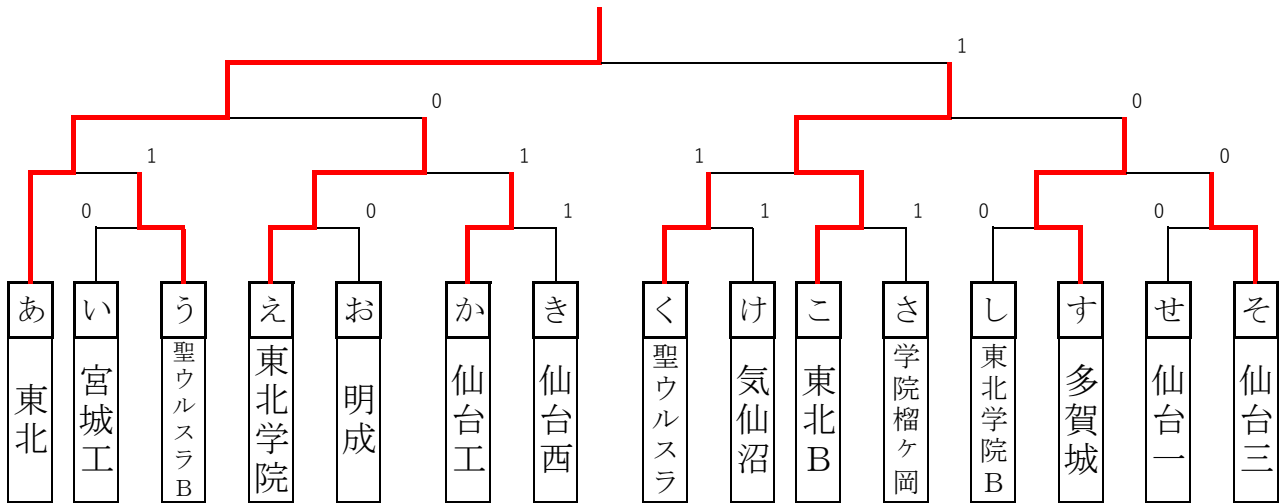 1
0
0
1
1
1
0
0
0
1
1
1
0
0
あ
い
う
え
お
か
き
く
け
こ
さ
し
す
せ
そ
東北
宮城工
聖ウルスラB
東北学院
明成
仙台工
仙台西
聖ウルスラ
気仙沼
東北B
学院榴ケ岡
東北学院B
多賀城
仙台一
仙台三